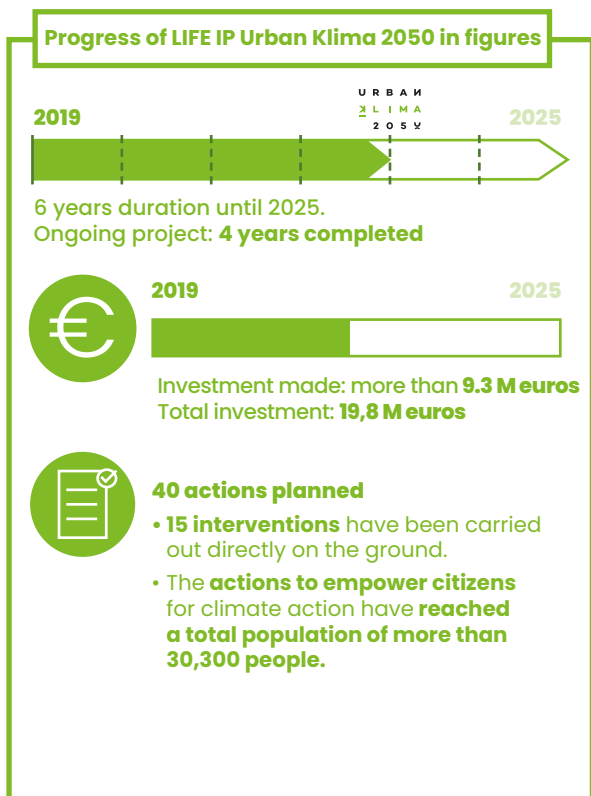 Progress of LIFE IP Urban Klima 2050 in figures
URBAN
KLIMA
2050
2019
2025
6 years duration until 2025.
Ongoing project: 4 years completed
€
2019
2025
Investment made: more than 9.3 M euros
Total investment: 19,8 M euros
40 actions planned
• 15 interventions have been carried
out directly on the ground.
• The actions to empower citizens
for climate action have reached
a total population of more than
30,300 people.